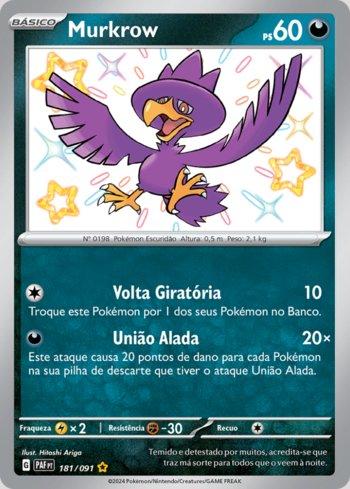 BÁSICO
Murkrow
PS60
Nº 0198 Pokémon Escuridão Altura: 0,5 m Peso: 2,1 kg
Volta Giratória 10
Troque este Pokémon por 1 dos seus Pokémon no Banco.
União Alada 20×
Este ataque causa 20 pontos de dano para cada Pokémon
na sua pilha de descarte que tiver o ataque União Alada.
Fraqueza ×2 Resistência -30 Recuo
Ilust. Hitoshi Ariga
G PAF PT 181/091
Temido e detestado por muitos, acredita-se que
traz má sorte para todos que o veem à noite.
©2024 Pokémon/Nintendo/Creatures/GAME FREAK